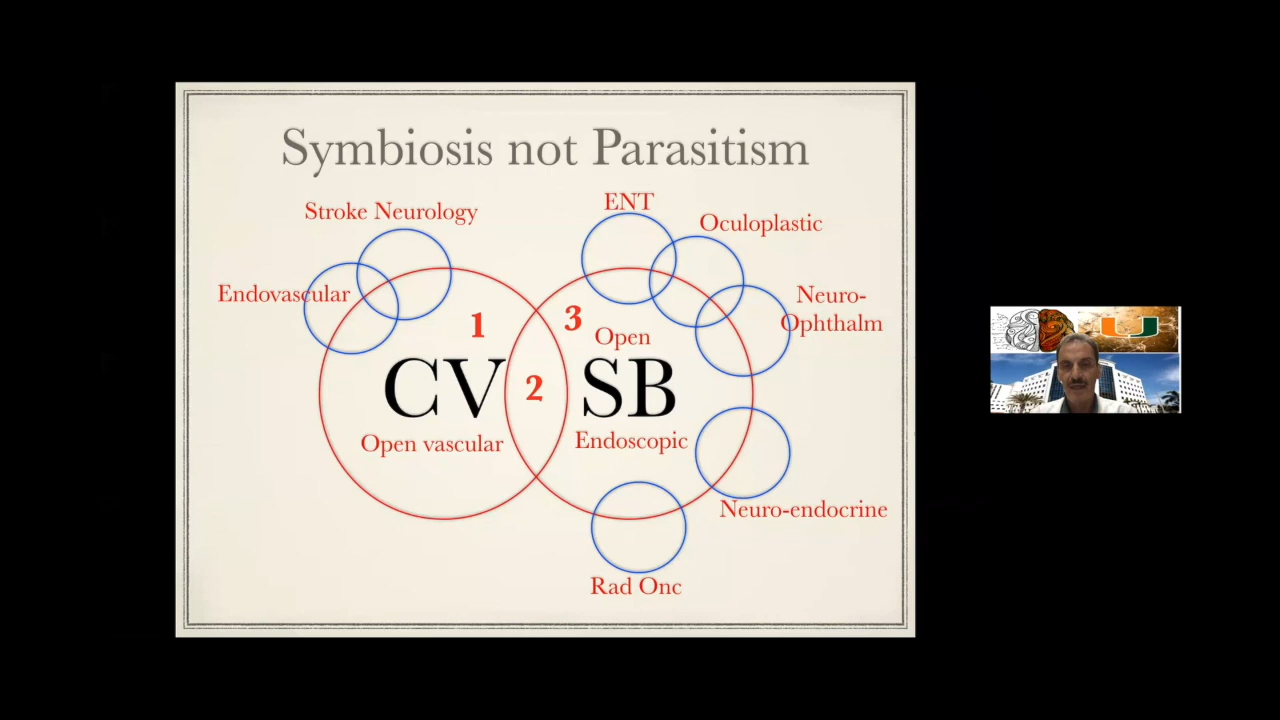 Symbiosis not Parasitism
Stroke Neurology
ENT
Oculoplastic
Endovascular
Neuro-
Ophthalm
1
3
Open
CV
2
SB
Open vascular
Endoscopic
Neuro-endocrine
Rad Onc